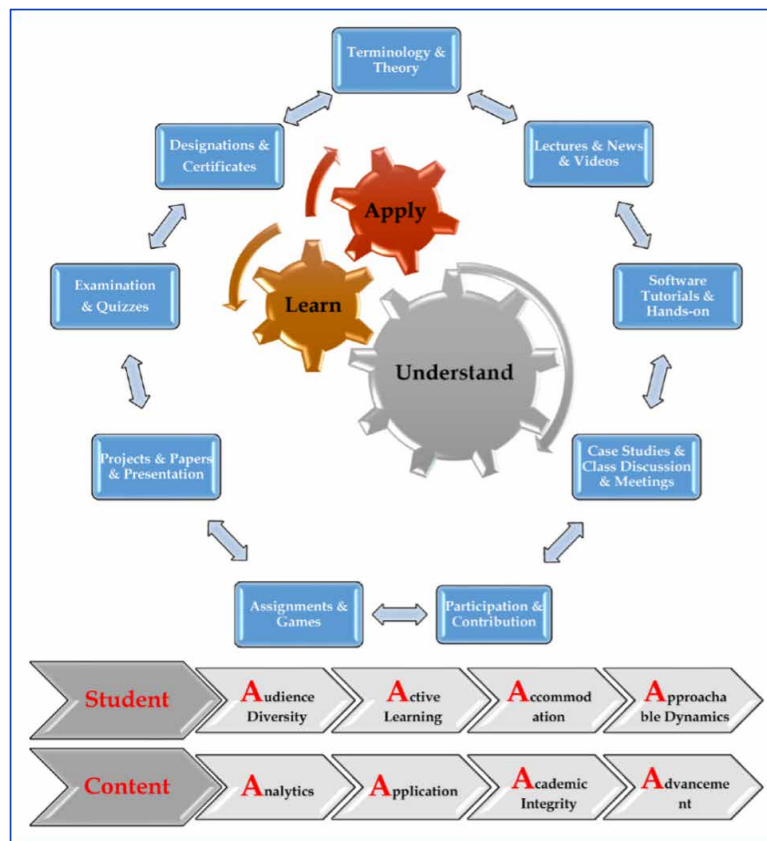 Terminology &
Theory
Designations &
Certificates
Lectures & News
& Videos
Apply
Examination
& Quizzes
Learn
Software
Tutorials &
Hands-on
Understand
Projects & Papers
& Presentation
Case Studies &
Class Discussion
& Meetings
Assignments &
Games
Participation &
Contribution
Student
Audience
Diversity
Active
Learning
Accommod
ation
Approacha
ble Dynamics
Content
Analytics
Application
Academic
Integrity
Advanceme
nt